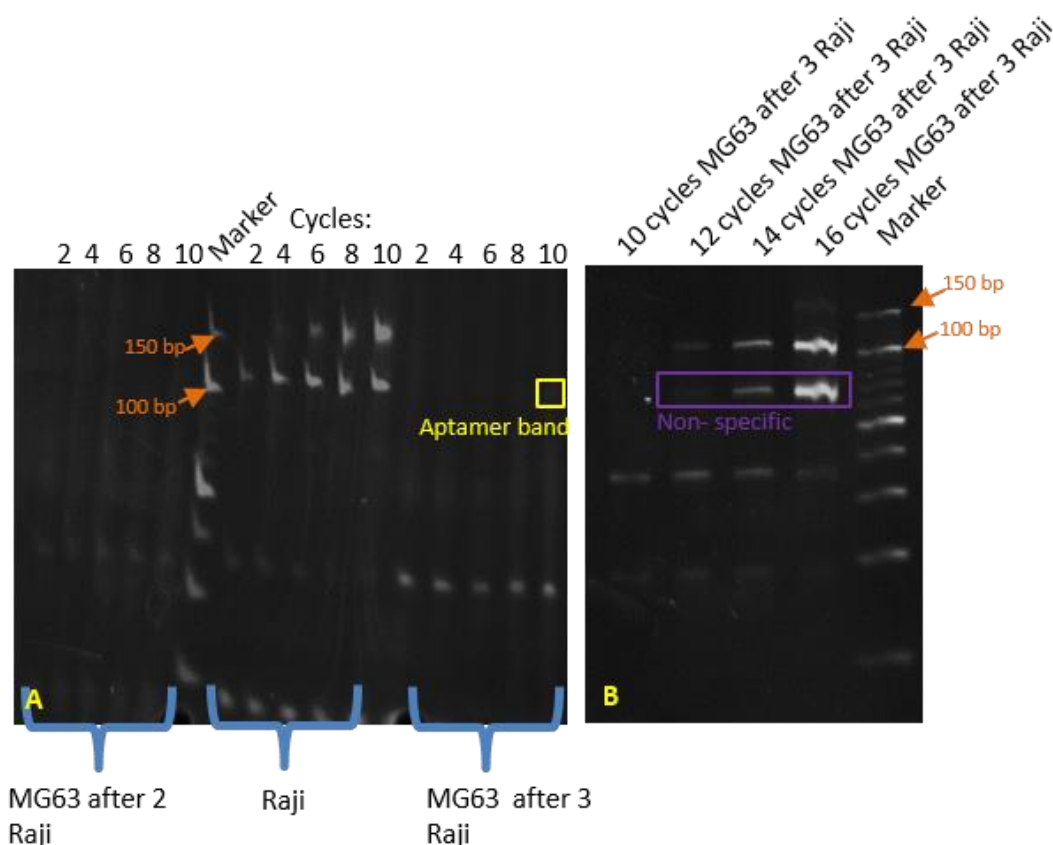 Cycles:
Marker
2 4 6 8 10 2 4 6 8 10 2 4 6 8 10
150 bp
100 bp
Aptamer band
A
MG63 after 2
Raji
Raji
MG63 after 3
Raji
10 cycles MG63 after 3 Raji
12 cycles MG63 after 3 Raji
14 cycles MG63 after 3 Raji
16 cycles MG63 after 3 Raji
Marker
150 bp
100 bp
Non- specific
B